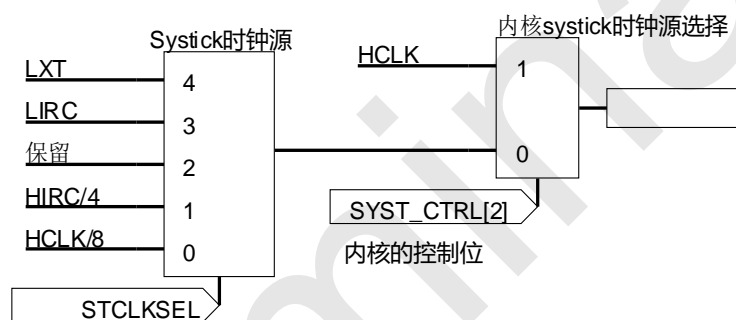 Systick时钟源
内核systick时钟源选择
LXT
4
LIRC
3
保留
2
HIRC/4
1
HCLK/8
0
STCLKSEL
HCLK
1
0
SYST_CTRL[2]
内核的控制位